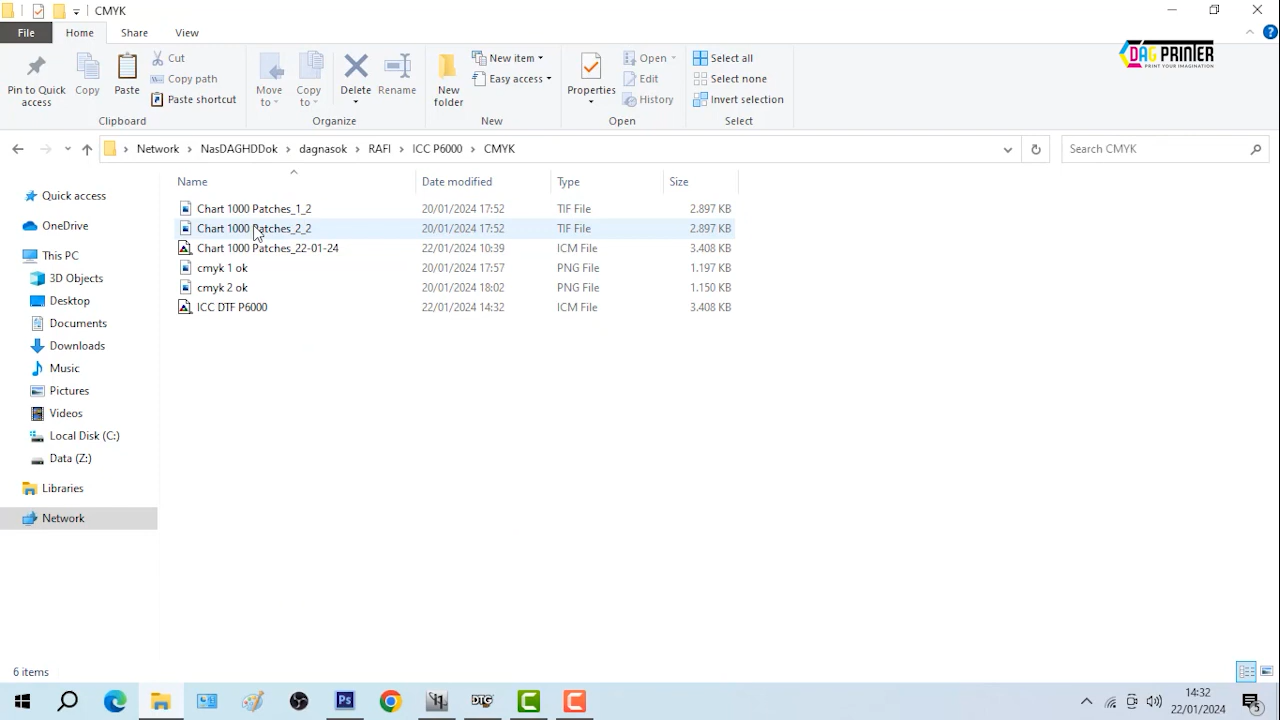 CMYK
File Home Share View
DAG PRINTER
PRINT YOUR IMAGINATION
Pin to Quick access
Copy
Paste
Cut
Copy path
Paste shortcut
Clipboard
Move to
Copy to
Delete
Rename
Organize
New folder
New item
Easy access
New
Properties
Open
Edit
History
Open
Select all
Select none
Invert selection
Select
Network NasDAGHDDok dagnasok RAFI ICC P6000 CMYK
Search CMYK
Quick access
OneDrive
This PC
3D Objects
Desktop
Documents
Downloads
Music
Pictures
Videos
Local Disk (C:)
Data (Z:)
Libraries
Network
Name Date modified Type Size
Chart 1000 Patches_1_2 20/01/2024 17:52 TIF File 2.897 KB
Chart 1000 Patches_2_2 20/01/2024 17:52 TIF File 2.897 KB
Chart 1000 Patches_22-01-24 22/01/2024 10:39 ICM File 3.408 KB
cmyk 1 ok 20/01/2024 17:57 PNG File 1.197 KB
cmyk 2 ok 20/01/2024 18:02 PNG File 1.150 KB
ICC DTF P6000 22/01/2024 14:32 ICM File 3.408 KB
6 items
Ps
i1
DTG
C
C
14:32
22/01/2024
5